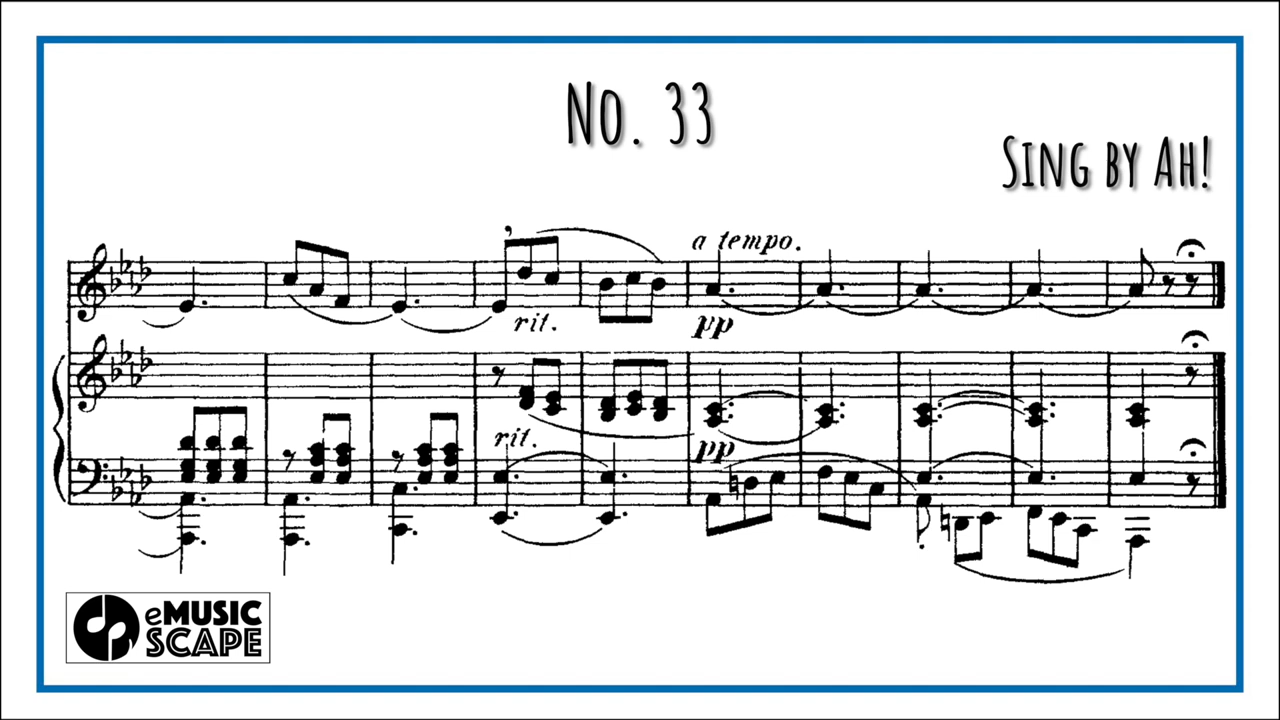 No. 33
Sing by Ah!
a tempo.
rit.
pp
rit.
pp
eMUSIC
SCAPE